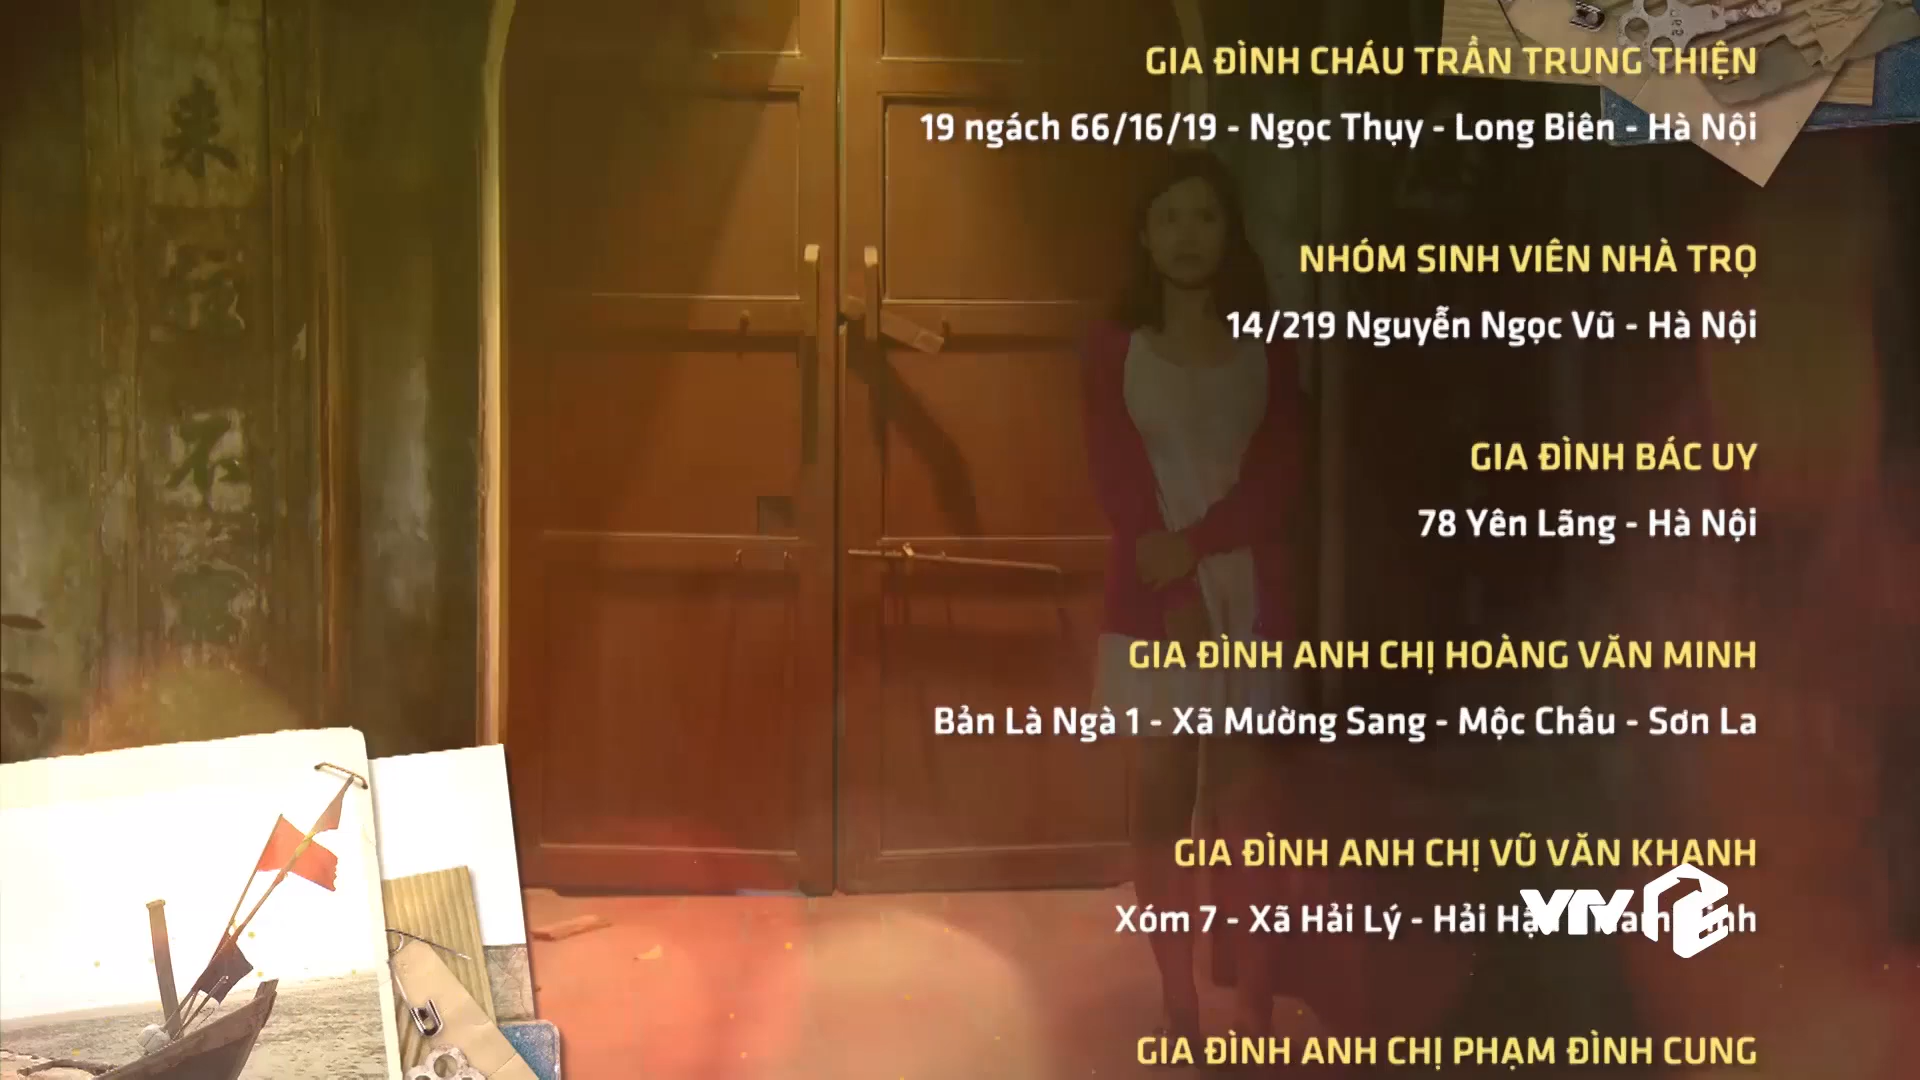 GIA ĐÌNH CHÁU TRẦN TRUNG THIỆN
19 ngách 66/16/19 - Ngọc Thụy - Long Biên - Hà Nội
NHÓM SINH VIÊN NHÀ TRỌ
14/219 Nguyễn Ngọc Vũ - Hà Nội
GIA ĐÌNH BÁC UY
78 Yên Lãng - Hà Nội
GIA ĐÌNH ANH CHỊ HOÀNG VĂN MINH
Bản Là Ngà 1 - Xã Mường Sang - Mộc Châu - Sơn La
GIA ĐÌNH ANH CHỊ VŨ VĂN KHANH
Xóm 7 - Xã Hải Lý - Hải
VTV
GIA ĐÌNH ANH CHỊ PHẠM ĐÌNH CUNG